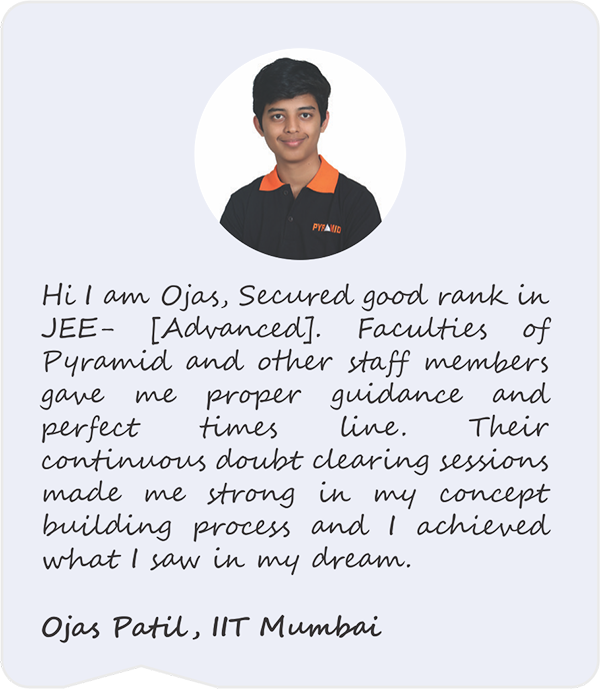 PYRAMID
Hi I am Ojas, Secured good rank in
JEE- [Advanced]. Faculties of
Pyramid and other staff members
gave me proper guidance and
perfect times line. Their
continuous doubt clearing sessions
made me strong in my concept
building process and I achieved
what I saw in my dream.
Ojas Patil, IIT Mumbai